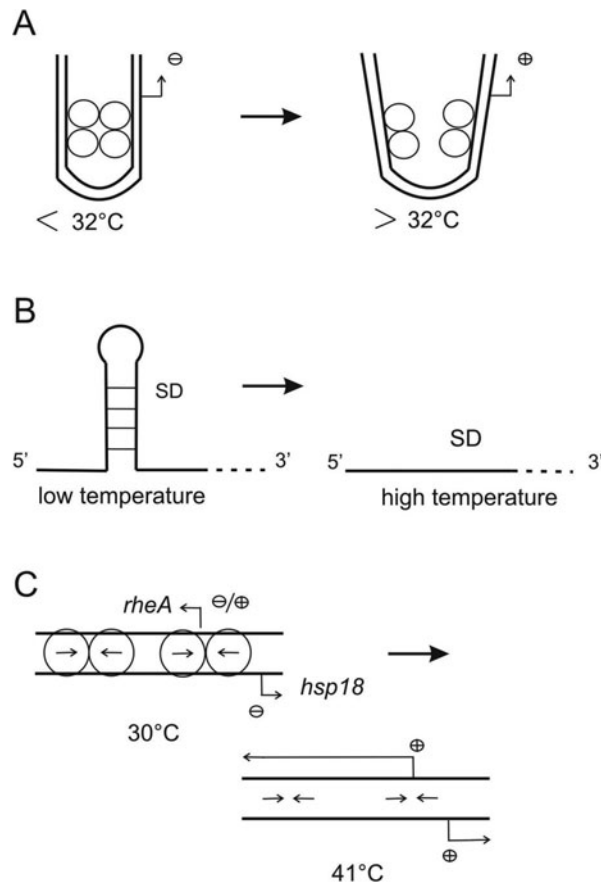 A
⊖ ⊕
< 32°C > 32°C
B
SD
SD
5' 3' 5' 3'
low temperature high temperature
C
rheA ⊖/⊕
hsp18
⊖
30°C
⊕
⊕
41°C